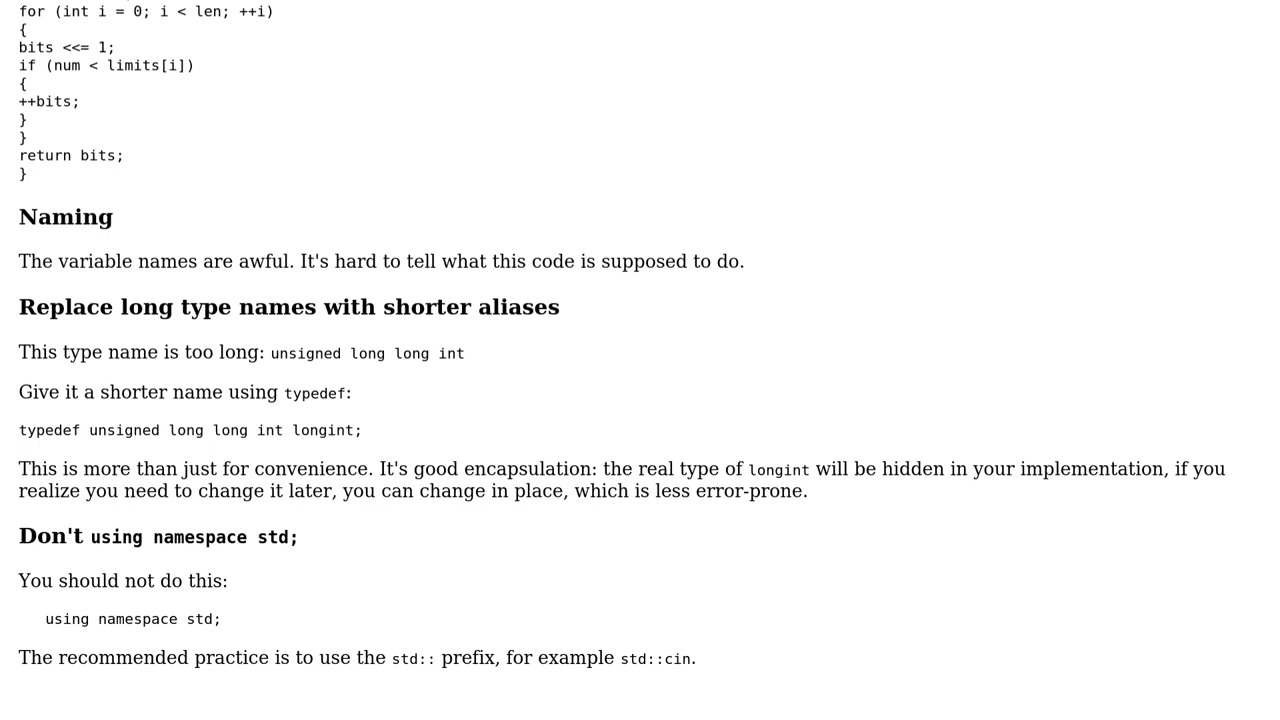 for (int i = 0; i < len; ++i)
{
bits <<= 1;
if (num < limits[i])
{
++bits;
}
}
return bits;
}
Naming
The variable names are awful. It's hard to tell what this code is supposed to do.
Replace long type names with shorter aliases
This type name is too long: unsigned long long int
Give it a shorter name using typedef:
typedef unsigned long long int longint;
This is more than just for convenience. It's good encapsulation: the real type of longint will be hidden in your implementation, if you
realize you need to change it later, you can change in place, which is less error-prone.
Don't using namespace std;
You should not do this:
using namespace std;
The recommended practice is to use the std:: prefix, for example std::cin.